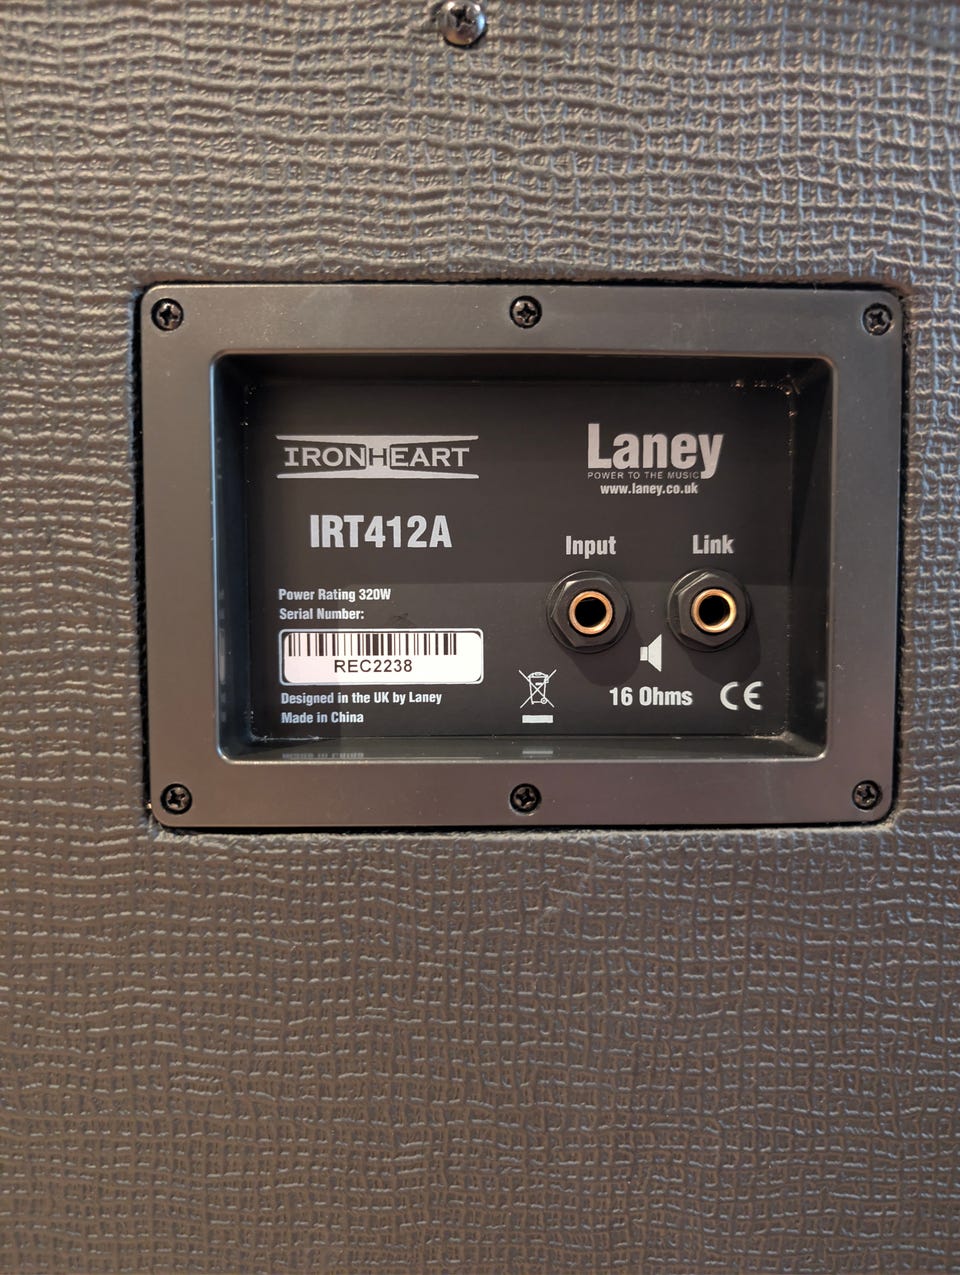 IRONHEART
Laney
POWER TO THE MUSIC
www.laney.co.uk
IRT412A
Input
Link
Power Rating 320W
Serial Number:
REC2238
16 Ohms
CE
Designed in the UK by Laney
Made in China